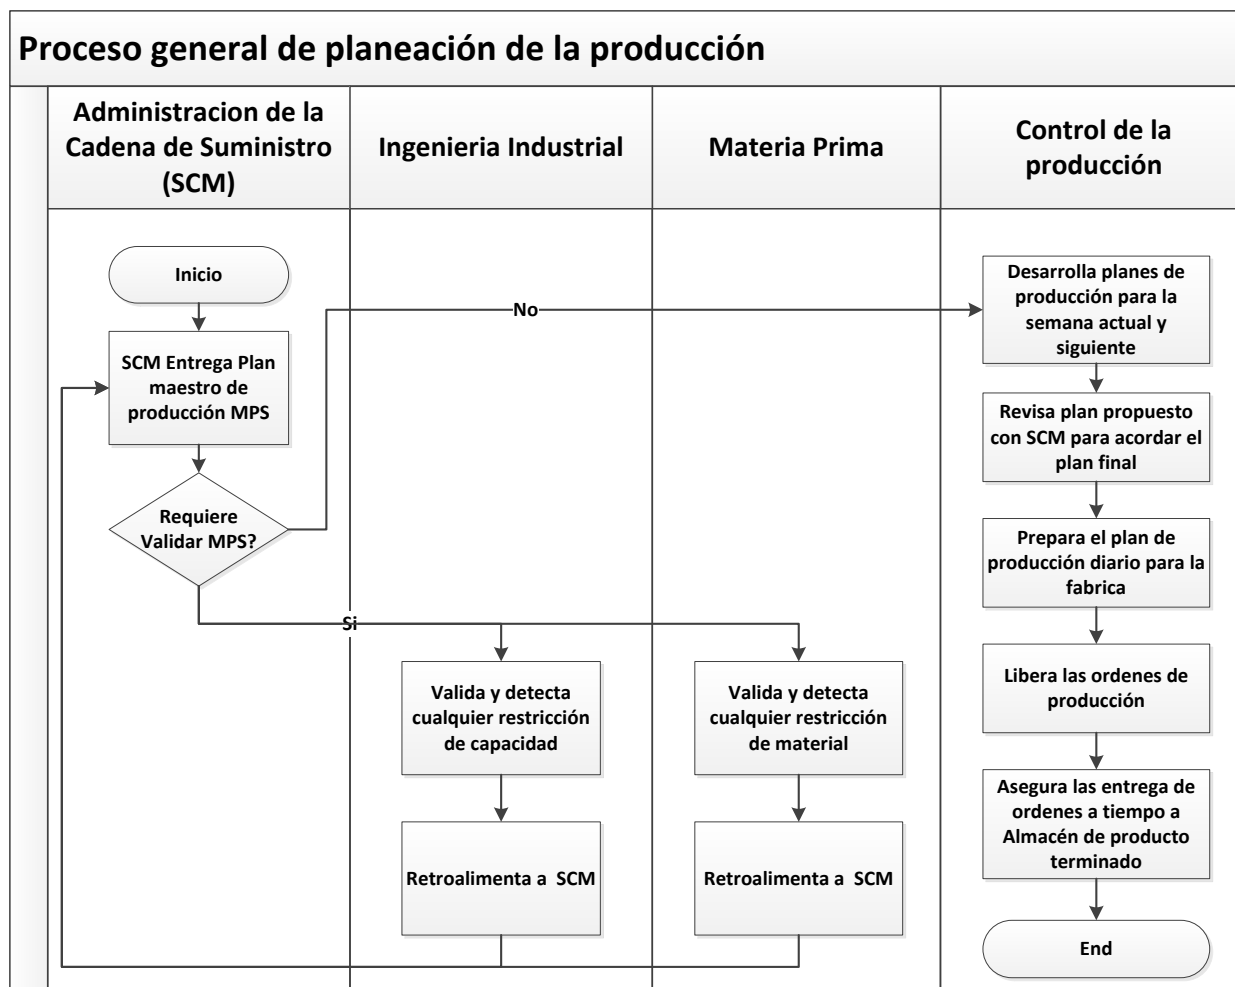 Proceso general de planeación de la producción
Administracion de la
Cadena de Suministro
(SCM)
Ingenieria Industrial
Materia Prima
Control de la
producción
Inicio
SCM Entrega Plan
maestro de
producción MPS
Requiere
Validar MPS?
No
Si
Valida y detecta
cualquier restricción
de capacidad
Retroalimenta a  SCM
Valida y detecta
cualquier restricción
de material
Retroalimenta a  SCM
Desarrolla planes de
producción para la
semana actual y
siguiente
Revisa plan propuesto
con SCM para acordar el
plan final
Prepara el plan de
producción diario para la
fabrica
Libera las ordenes de
producción
Asegura las entrega de
ordenes a tiempo a
Almacén de producto
terminado
End